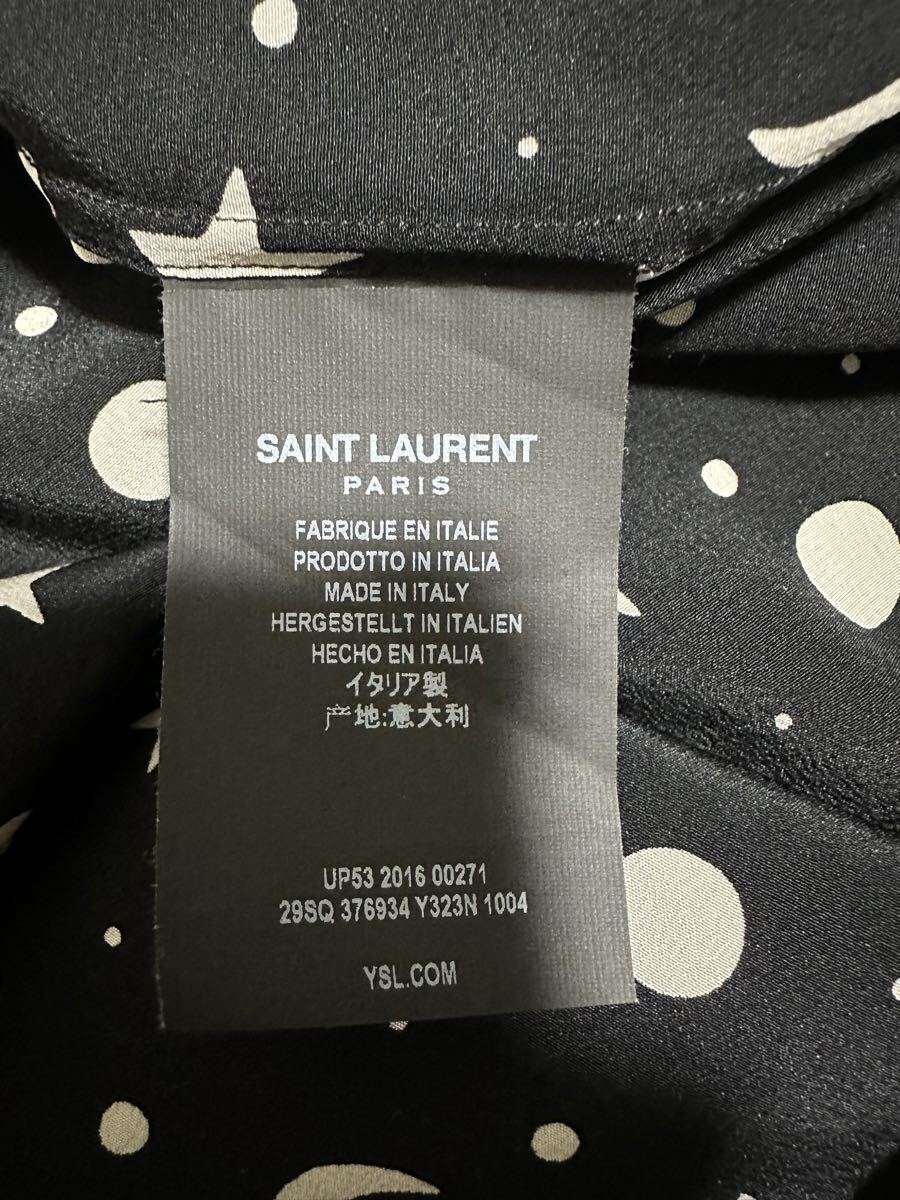 SAINT LAURENT
PARIS
FABRIQUE EN ITALIE
PRODOTTO IN ITALIA
MADE IN ITALY
HERGESTELLT IN ITALIEN
HECHO EN ITALIA
イタリア製
产地:意大利
UP53 2016 00271
29SQ 376934 Y323N 1004
YSL.COM